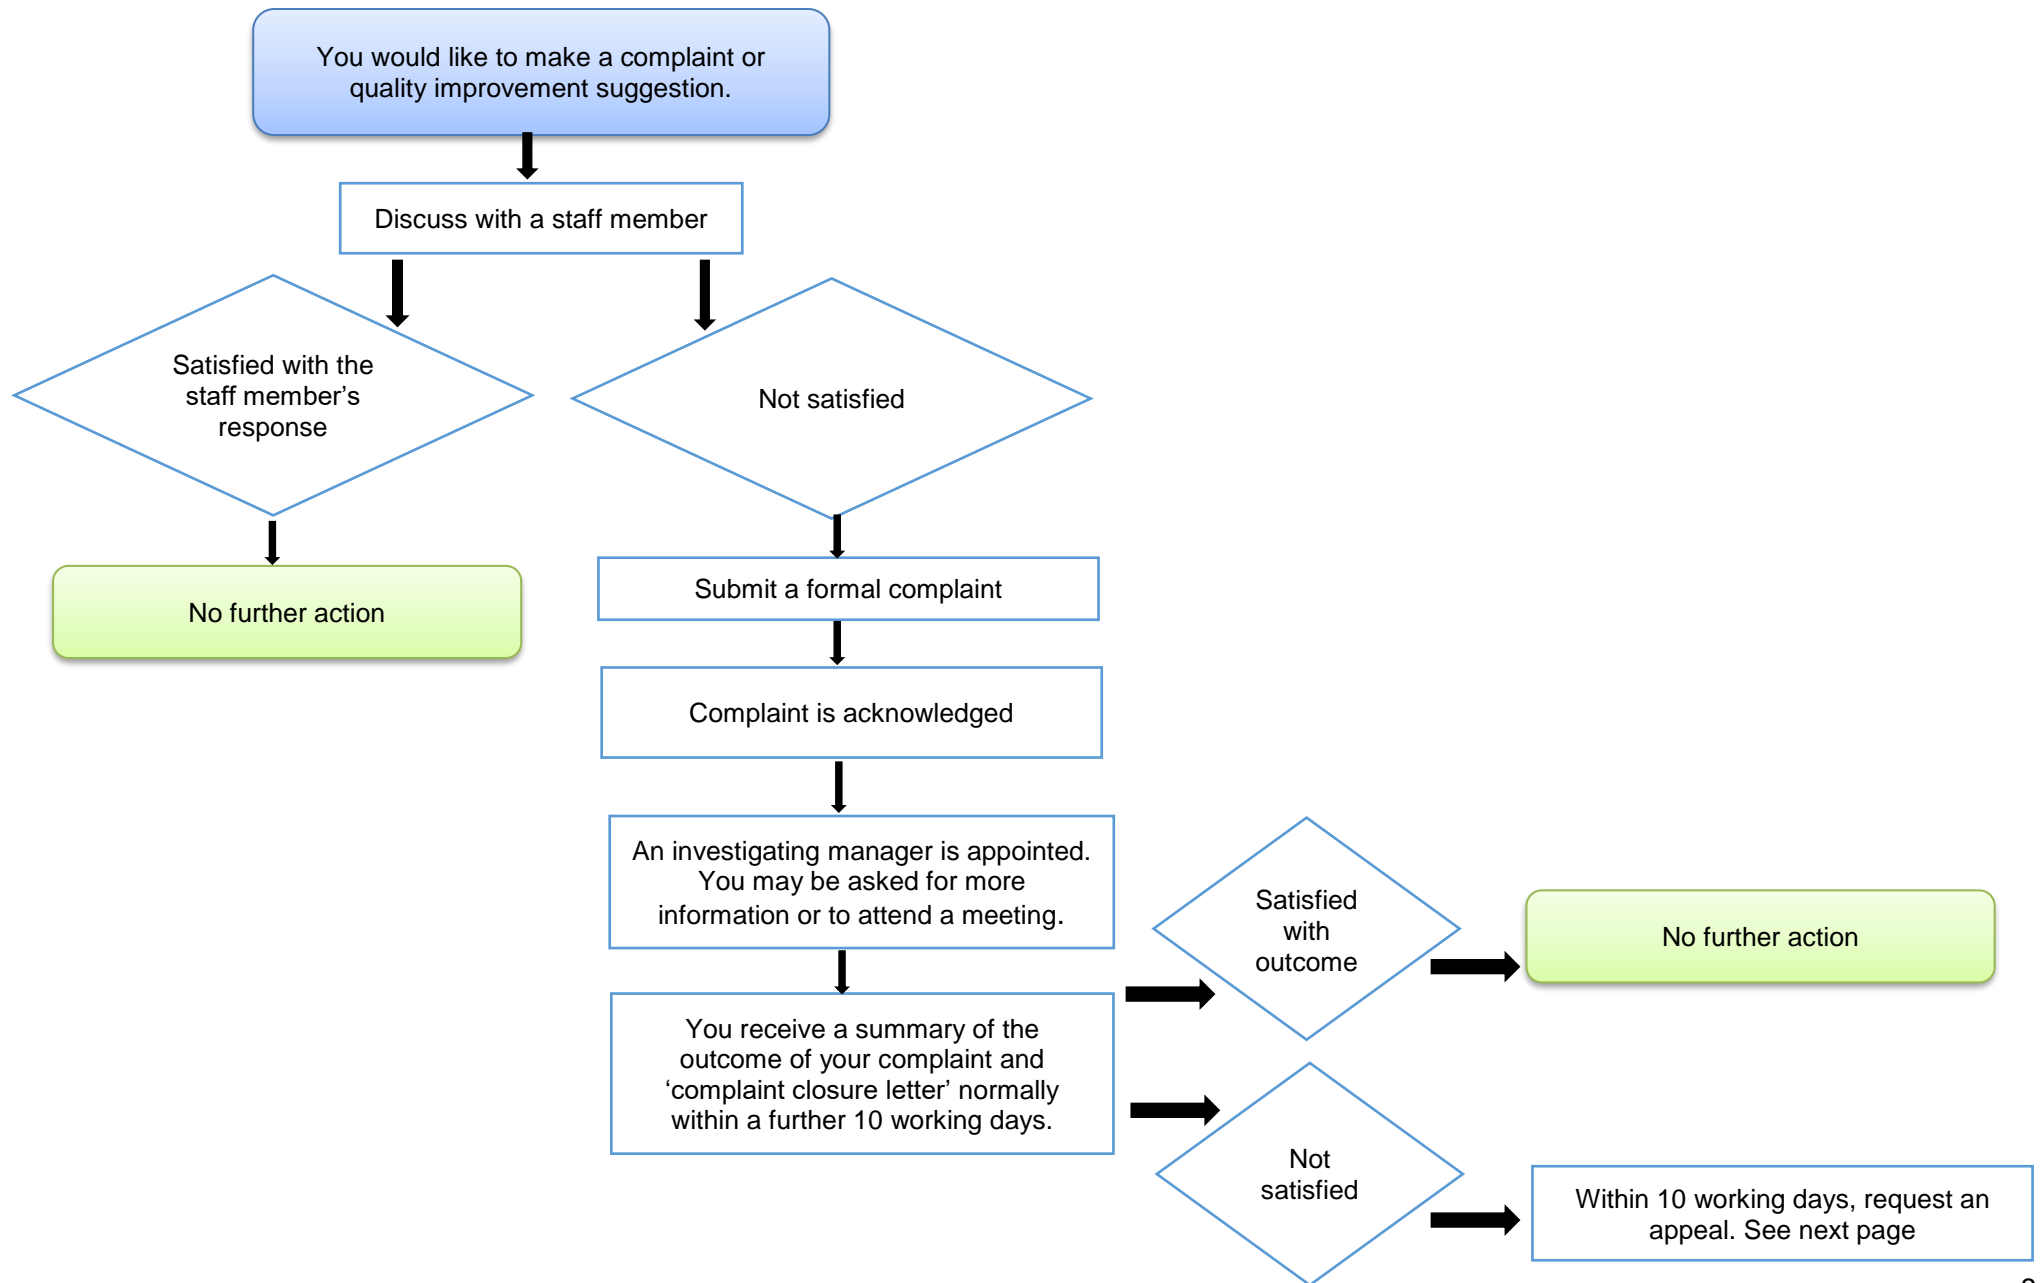 You would like to make a complaint or
quality improvement suggestion.
Discuss with a staff member
Satisfied with the
staff member’s
response
Not satisfied
No further action
Submit a formal complaint
Complaint is acknowledged
An investigating manager is appointed.
You may be asked for more
information or to attend a meeting.
Satisfied
with
outcome
No further action
You receive a summary of the
outcome of your complaint and
‘complaint closure letter’ normally
within a further 10 working days.
Not
satisfied
Within 10 working days, request an
appeal. See next page